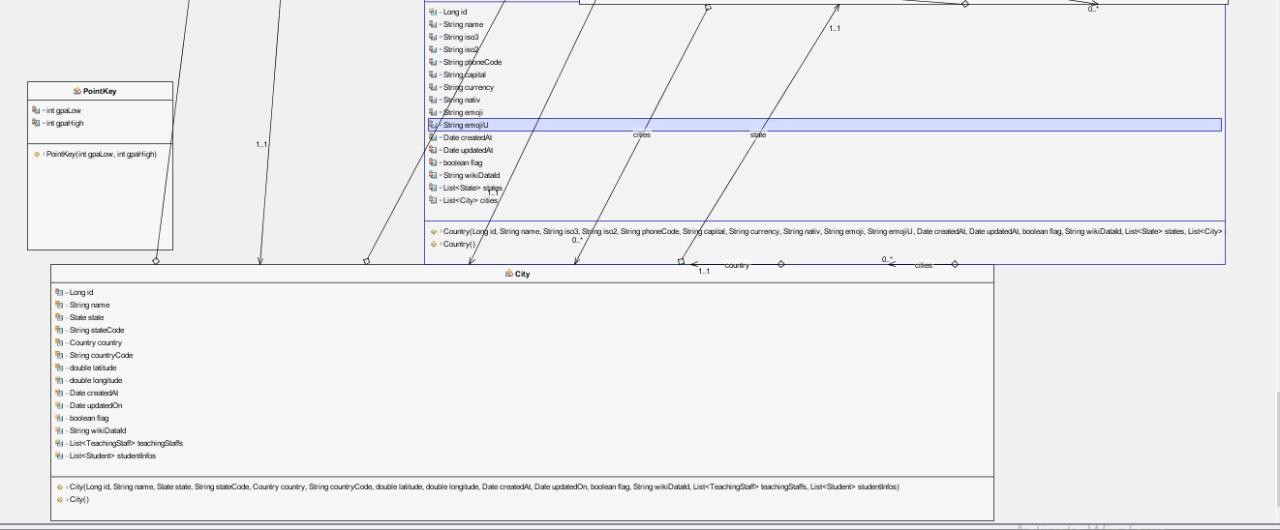 0..*
1..1
Long id
String name
String iso3
String iso2
String phoneCode
String capital
String currency
String nativ
String emoji
String emojiU
Date createdAt
Date updatedAt
boolean flag
String wikiDataId
List<State> states
List<City> cities
Country(Long id, String name, String iso3, String iso2, String phoneCode, String capital, String currency, String nativ, String emoji, String emojiU, Date createdAt, Date updatedAt, boolean flag, String wikiDataId, List<State> states, List<City>
Country()
PointKey
int gpaLow
int gpaHigh
PointKey(int gpaLow, int gpaHigh)
1..1
cities
state
1..1
0..*
1..1
country
0..*
cities
City
Long id
String name
State state
String stateCode
Country country
String countryCode
double latitude
double longitude
Date createdAt
Date updatedOn
boolean flag
String wikiDataId
List<TeachingStaff> teachingStaffs
List<Student> studentInfos
City(Long id, String name, State state, String stateCode, Country country, String countryCode, double latitude, double longitude, Date createdAt, Date updatedOn, boolean flag, String wikiDataId, List<TeachingStaff> teachingStaffs, List<Student> studentInfos)
City()